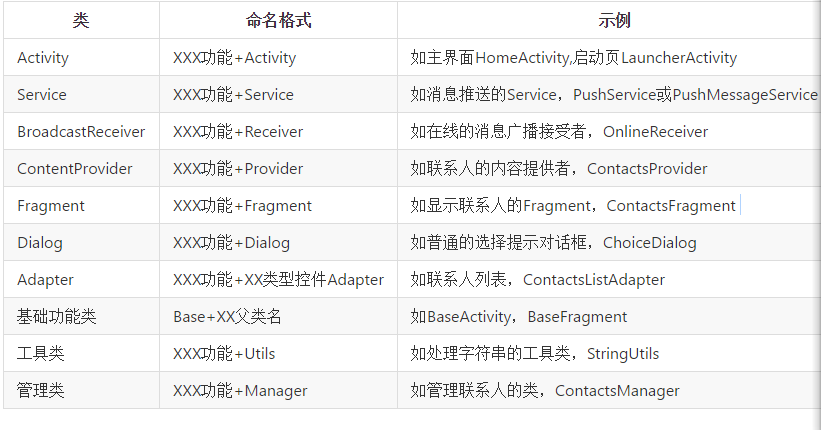 类 命名格式 示例
Activity XXX功能+Activity 如主界面HomeActivity,启动页LauncherActivity
Service XXX功能+Service 如消息推送的Service，PushService或PushMessageService
BroadcastReceiver XXX功能+Receiver 如在线的消息广播接受者，OnlineReceiver
ContentProvider XXX功能+Provider 如联系人的内容提供者，ContactsProvider
Fragment XXX功能+Fragment 如显示联系人的Fragment，ContactsFragment
Dialog XXX功能+Dialog 如普通的选择提示对话框，ChoiceDialog
Adapter XXX功能+XX类型控件Adapter 如联系人列表，ContactsListAdapter
基础功能类 Base+XX父类名 如BaseActivity，BaseFragment
工具类 XXX功能+Utils 如处理字符串的工具类，StringUtils
管理类 XXX功能+Manager 如管理联系人的类，ContactsManager